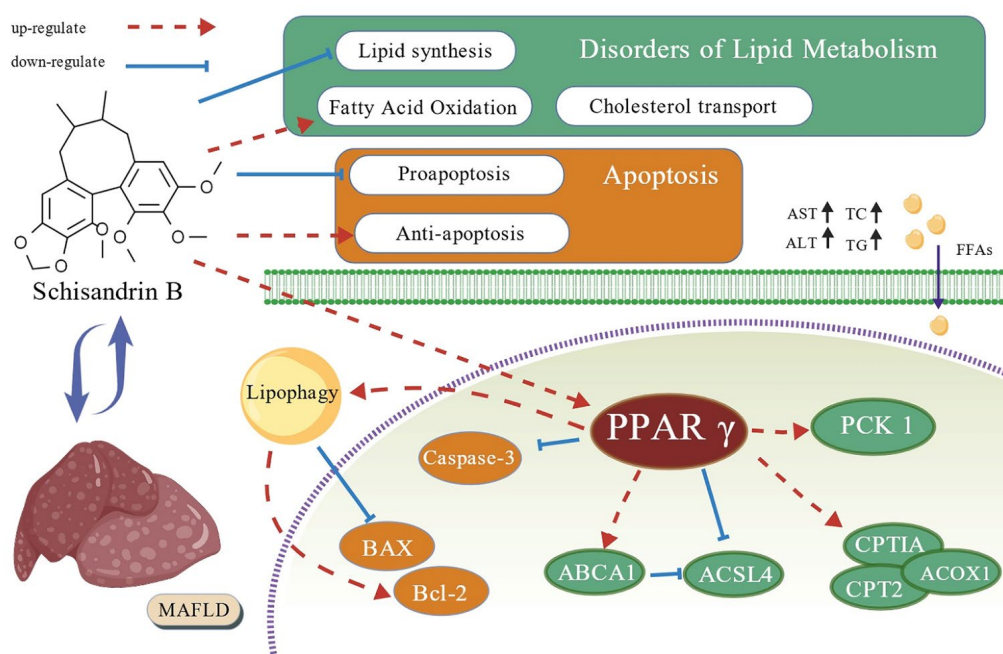 up-regulate
down-regulate
Lipid synthesis
Disorders of Lipid Metabolism
Fatty Acid Oxidation
Cholesterol transport
Proapoptosis
Apoptosis
Anti-apoptosis
O
O
O
O
O
O
Schisandrin B
AST TC
ALT TG
FFAs
Lipophagy
PPAR γ
PCK 1
Caspase-3
BAX
Bcl-2
ABCA1
ACSL4
CPTIA
CPT2
ACOX1
MAFLD